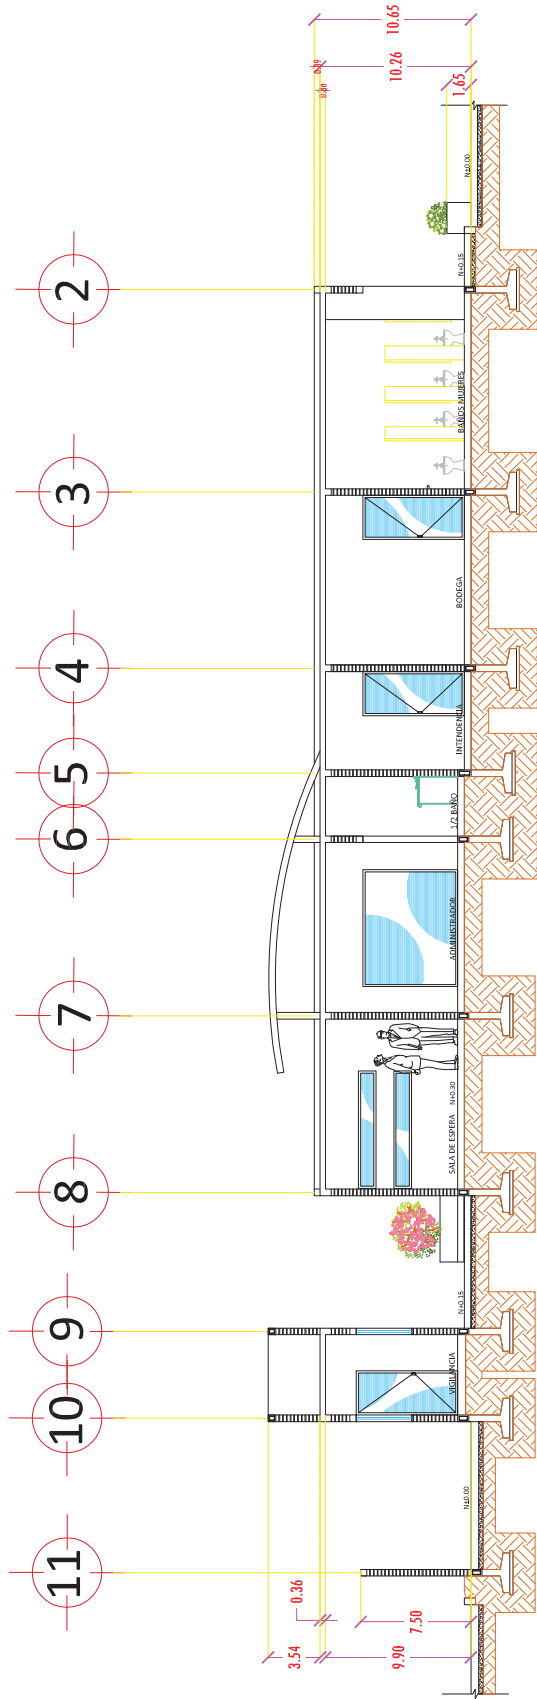 11
10
9
8
7
6
5
4
3
2
3.54
0.36
9.90
7.50
N±0.00
VIGILANCIA
N+0.15
SALA DE ESPERA
N+0.30
ADMINISTRADOR
1/2 BAÑO
INTENDENCIA
BODEGA
BAÑOS MUJERES
N+0.15
N±0.00
10.65
10.26
1.65